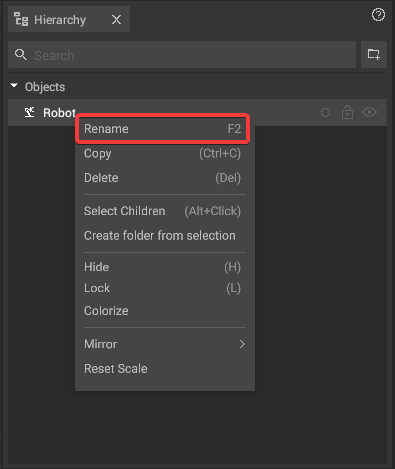 Hierarchy
Search
Objects
Robot
Rename F2
Copy (Ctrl+C)
Delete (Del)
Select Children (Alt+Click)
Create folder from selection
Hide (H)
Lock (L)
Colorize
Mirror
Reset Scale